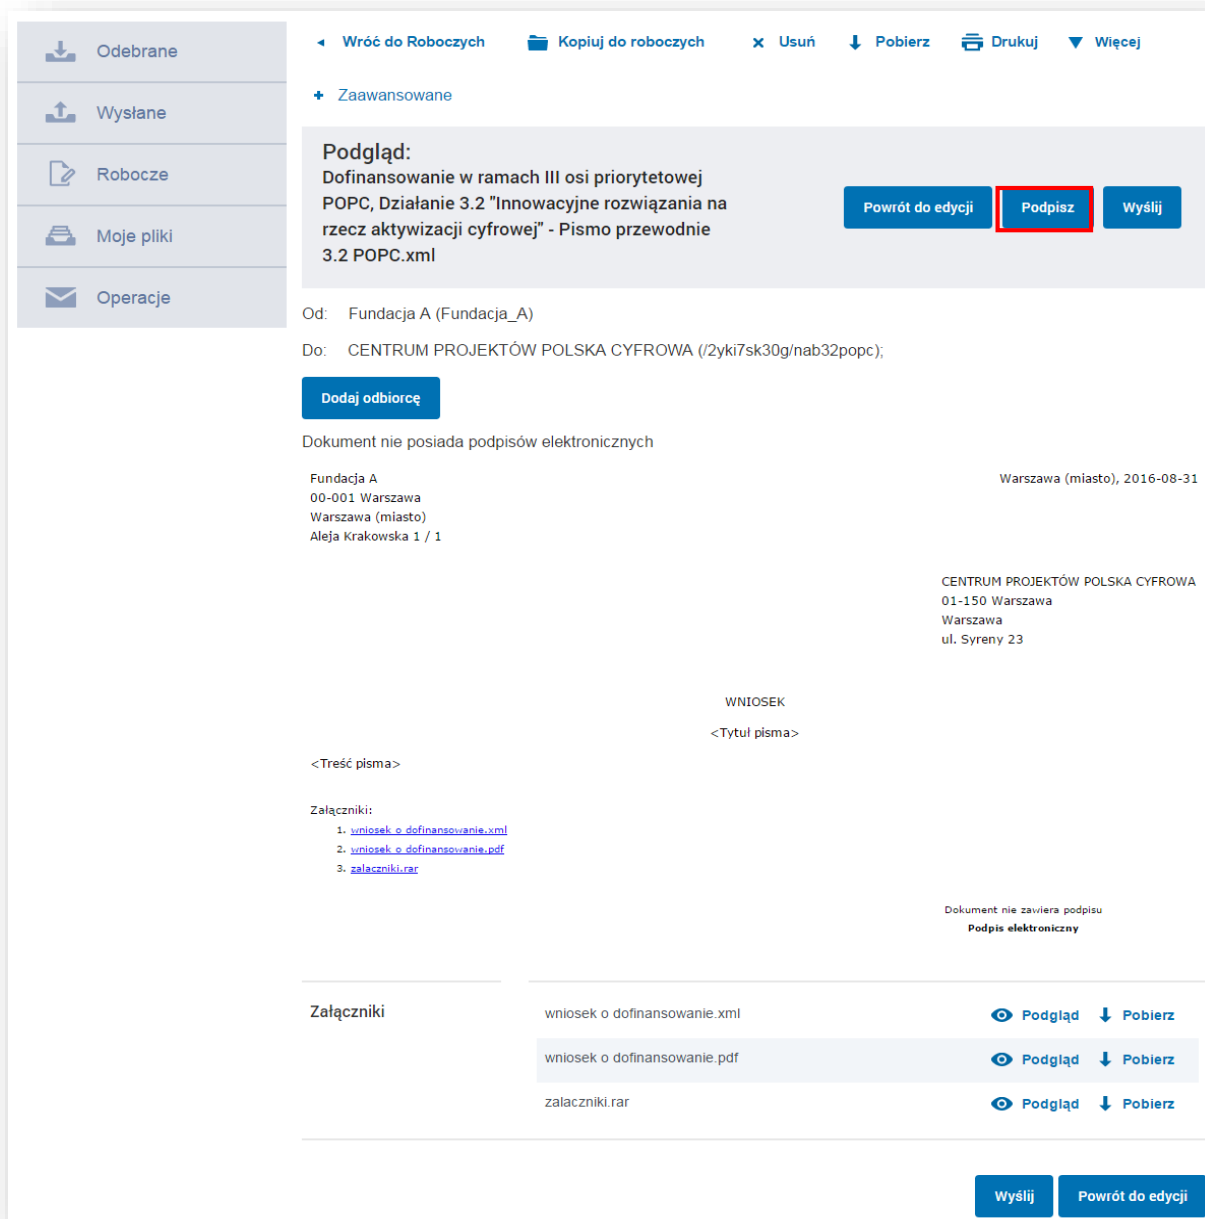 Odebrane
Wysłane
Robocze
Moje pliki
Operacje
Wróć do Roboczych Kopiuj do roboczych Usuń Pobierz Drukuj Więcej
Zaawansowane
Podgląd:
Dofinansowanie w ramach III osi priorytetowej
POPC, Działanie 3.2 "Innowacyjne rozwiązania na
rzecz aktywizacji cyfrowej" - Pismo przewodnie
3.2 POPC.xml
Powrót do edycji Podpisz Wyślij
Od: Fundacja A (Fundacja_A)
Do: CENTRUM PROJEKTÓW POLSKA CYFROWA (/2yki7sk30g/nab32popc);
Dodaj odbiorcę
Dokument nie posiada podpisów elektronicznych
Fundacja A
00-001 Warszawa
Warszawa (miasto)
Aleja Krakowska 1 / 1
Warszawa (miasto), 2016-08-31
CENTRUM PROJEKTÓW POLSKA CYFROWA
01-150 Warszawa
Warszawa
ul. Syreny 23
WNIOSEK
<Tytuł pisma>
<Treść pisma>
Załączniki:
1. wniosek o dofinansowanie.xml
2. wniosek o dofinansowanie.pdf
3. zalaczniki.rar
Dokument nie zawiera podpisu
Podpis elektroniczny
Załączniki
wniosek o dofinansowanie.xml Podgląd Pobierz
wniosek o dofinansowanie.pdf Podgląd Pobierz
zalaczniki.rar Podgląd Pobierz
Wyślij Powrót do edycji